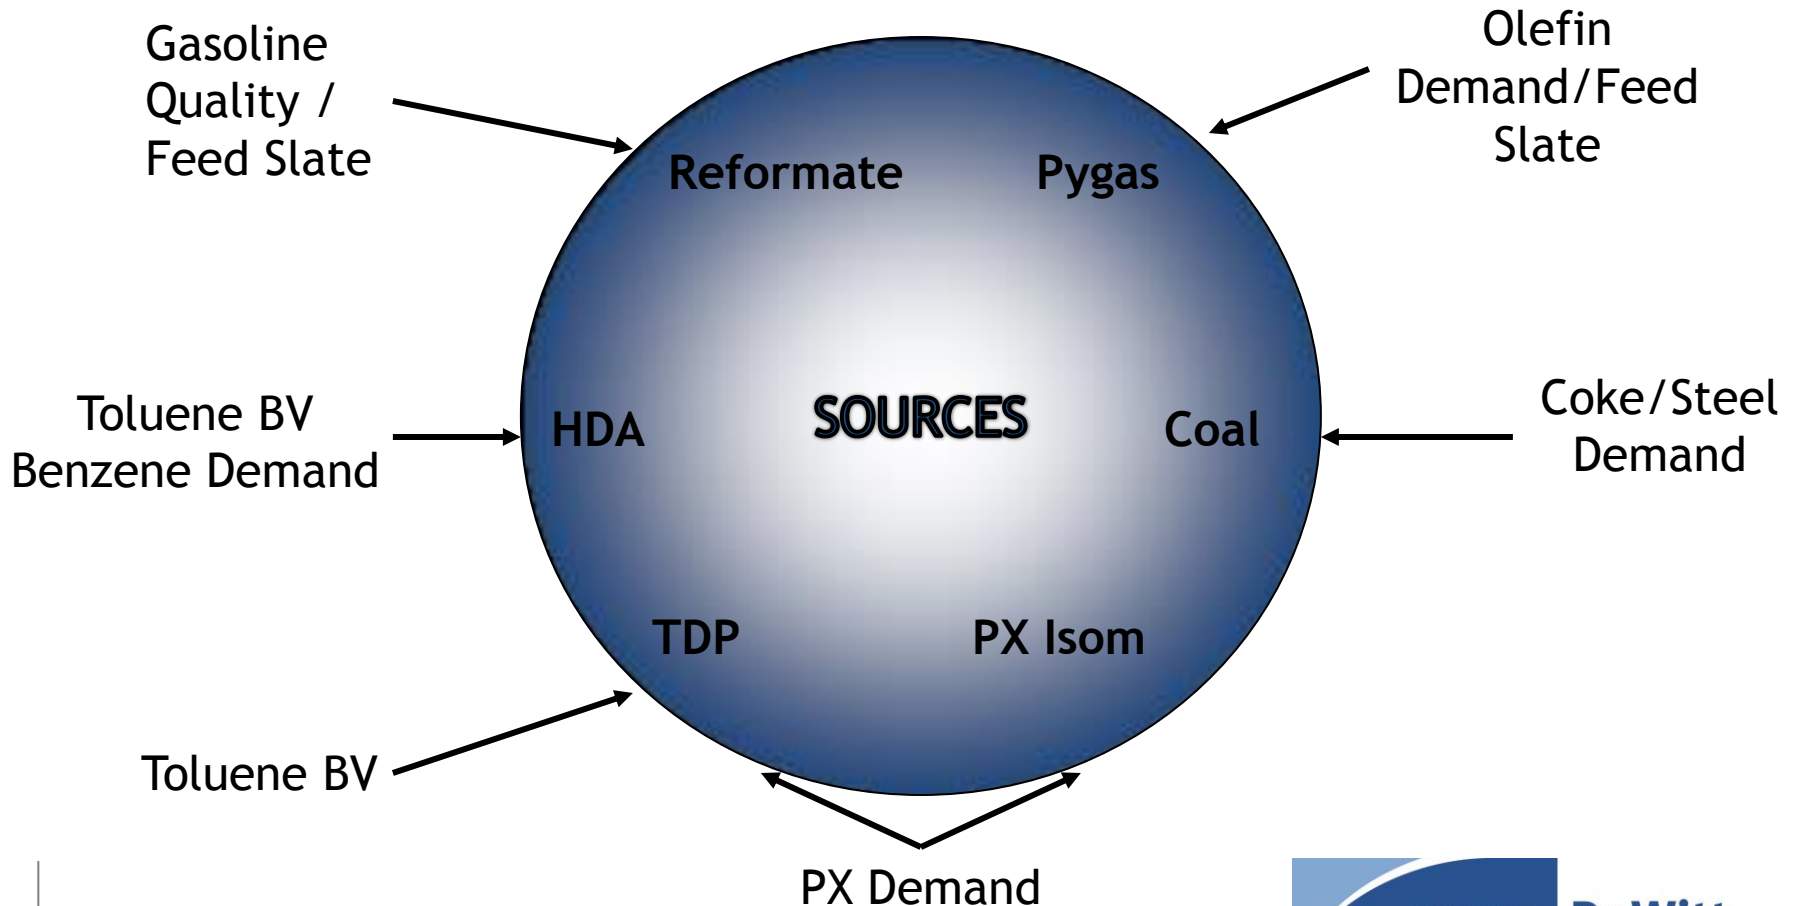 Gasoline
Quality /
Feed Slate
Olefin
Demand/Feed
Slate
Reformate
Pygas
Toluene BV
Benzene Demand
HDA
SOURCES
Coal
Coke/Steel
Demand
TDP
PX Isom
Toluene BV
PX Demand